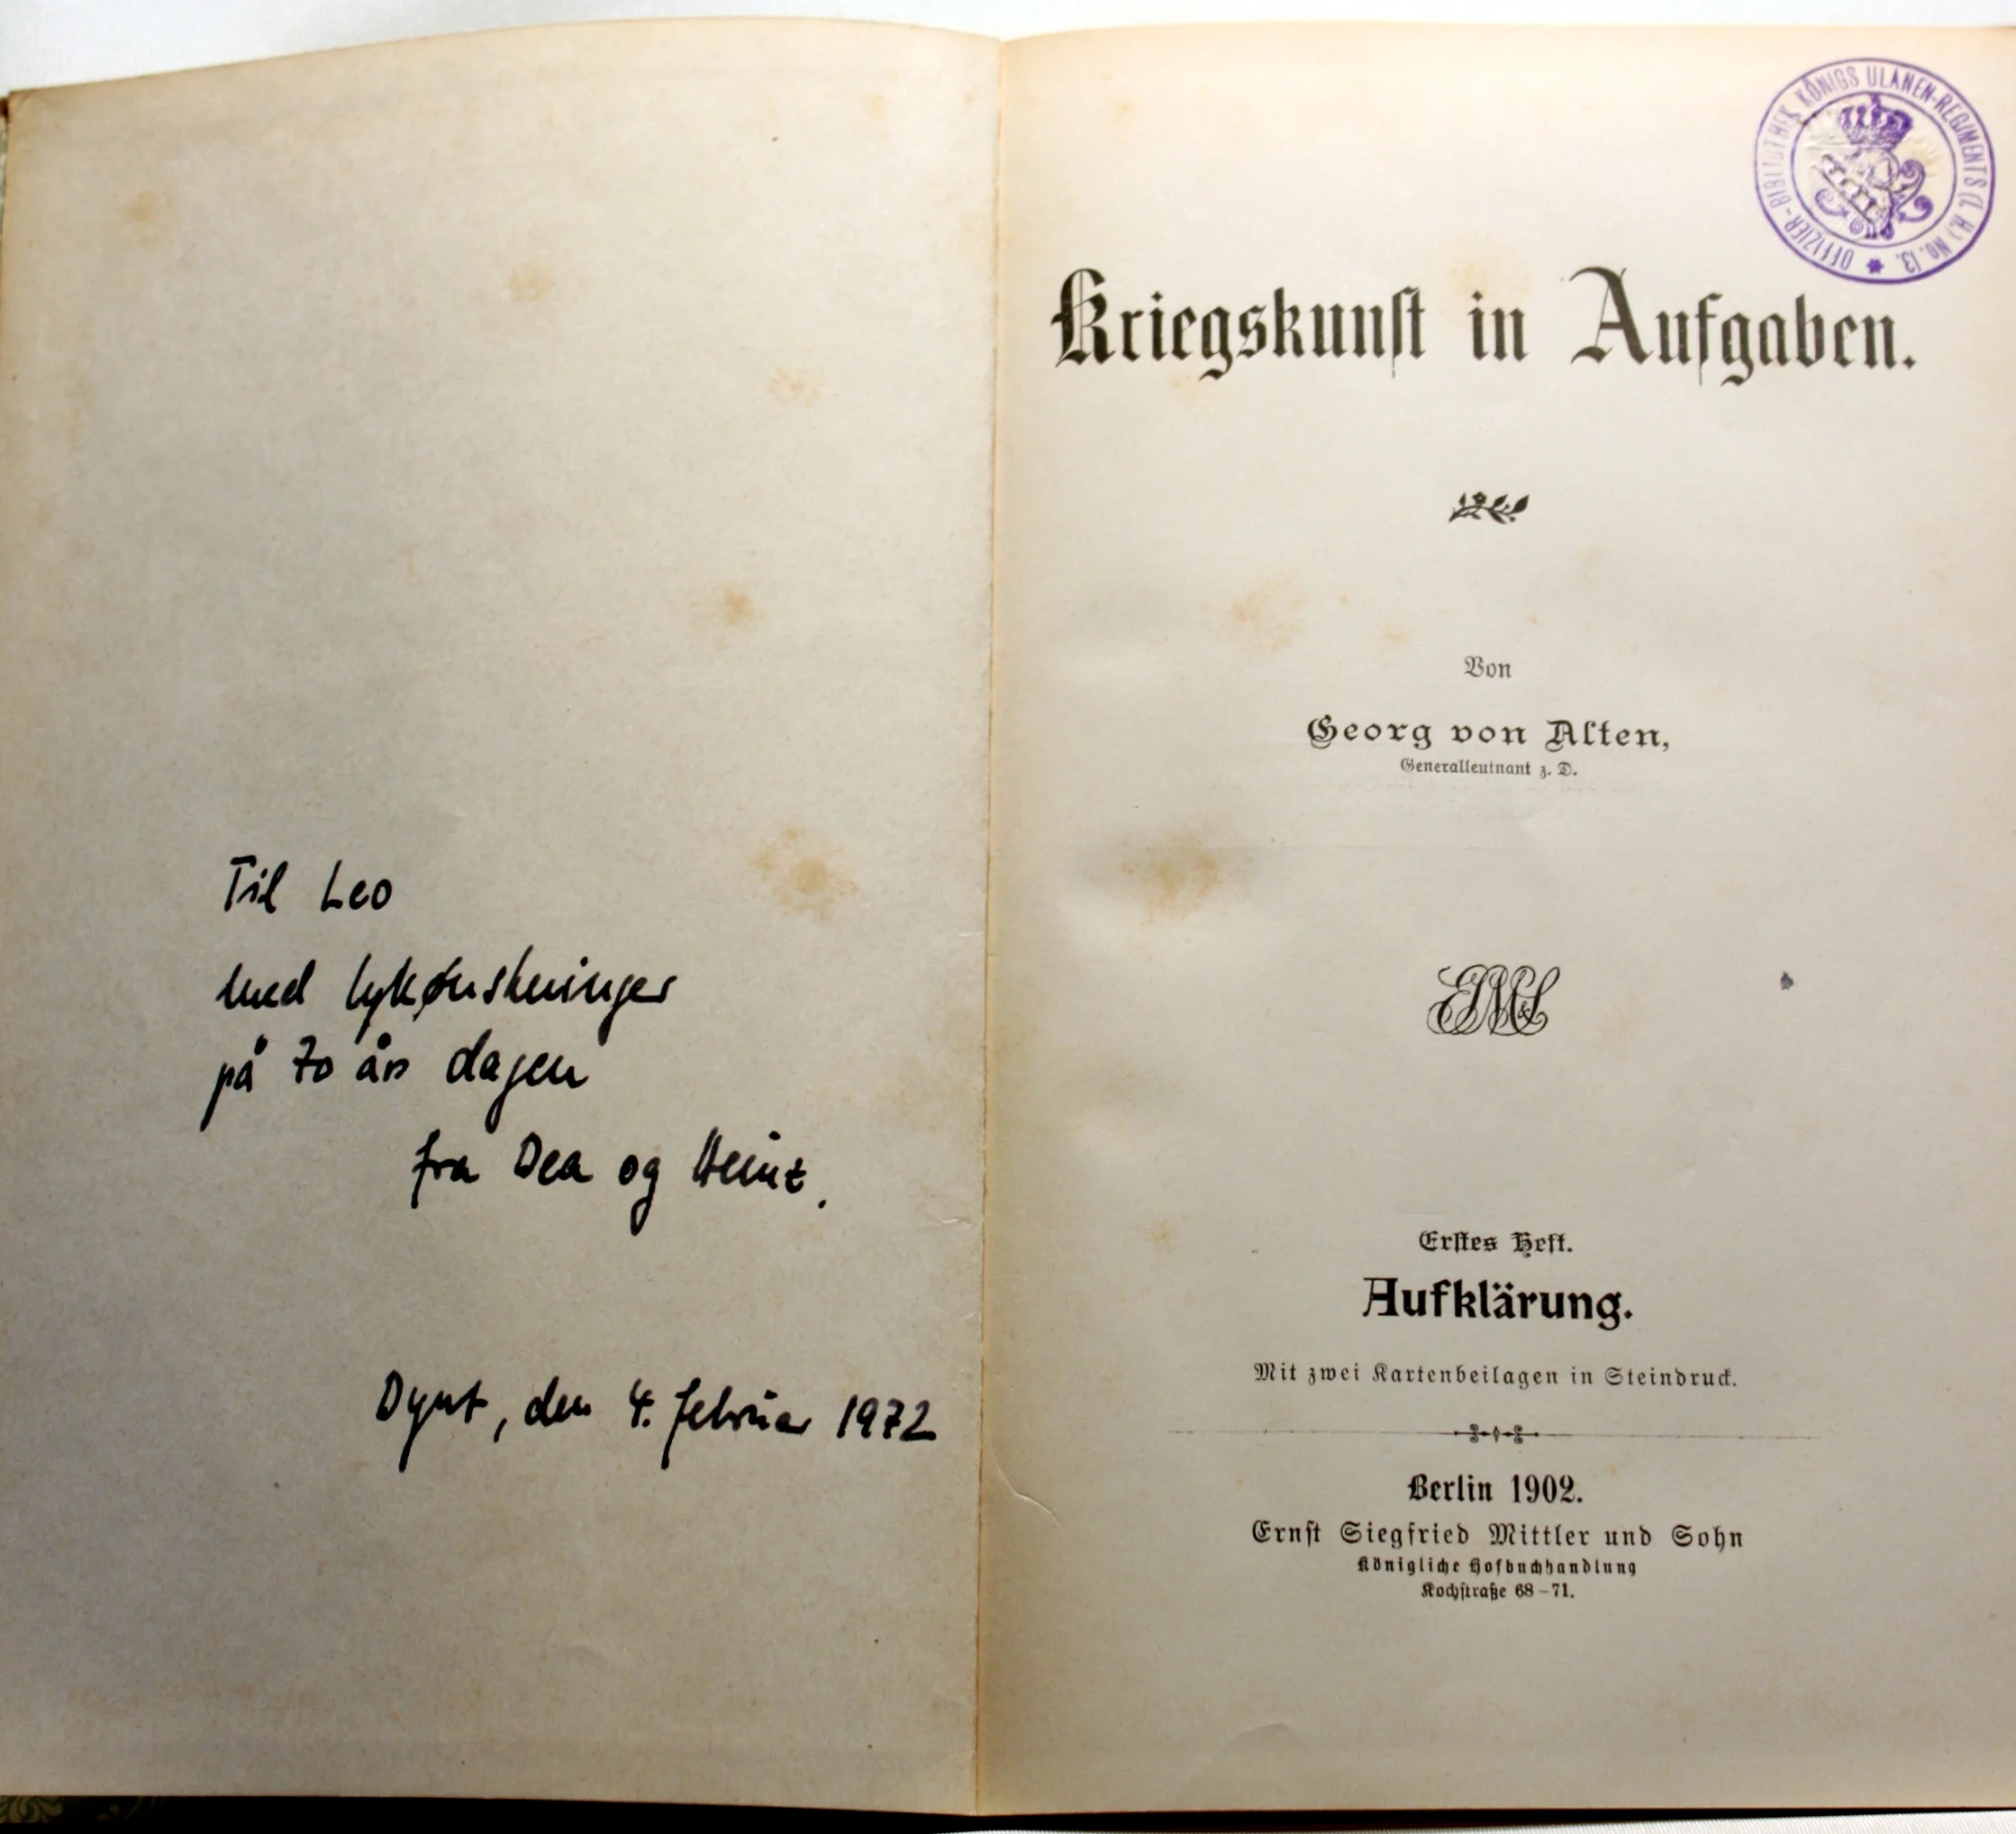 Til Leo
med lykønskninger
på 70 års dagen
fra Dea og Heinz.
Dynt, den 4. februar 1972
OFFIZIER-BIBLIOTHEK KÖNIGS ULANEN-REGIMENTS (1. H.) No. 13.
Kriegskunst in Aufgaben.
Von
Georg von Alten,
Generalleutnant z. D.
Erstes Heft.
Aufklärung.
Mit zwei Kartenbeilagen in Steindruck.
Berlin 1902.
Ernst Siegfried Mittler und Sohn
Königliche Hofbuchhandlung
Kochstraße 68–71.